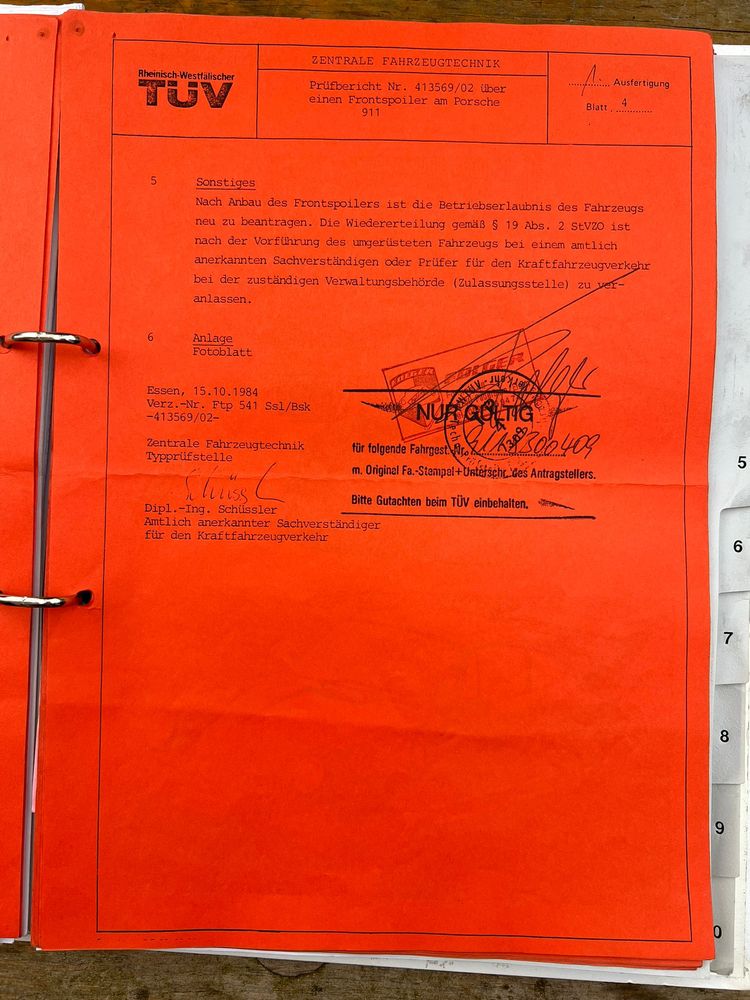 Rheinisch-Westfälischer
TÜV
ZENTRALE FAHRZEUGTECHNIK
Prüfbericht Nr. 413569/02 über
einen Frontspoiler am Porsche
911
1. Ausfertigung
Blatt 4
5 Sonstiges
Nach Anbau des Frontspoilers ist die Betriebserlaubnis des Fahrzeugs
neu zu beantragen. Die Wiedererteilung gemäß § 19 Abs. 2 StVZO ist
nach der Vorführung des umgerüsteten Fahrzeugs bei einem amtlich
anerkannten Sachverständigen oder Prüfer für den Kraftfahrzeugverkehr
bei der zuständigen Verwaltungsbehörde (Zulassungsstelle) zu ver-
anlassen.
6 Anlage
Fotoblatt
Essen, 15.10.1984
Verz.-Nr. Ftp 541 Ssl/Bsk
-413569/02-
Zentrale Fahrzeugtechnik
Typprüfstelle
Dipl.-Ing. Schüssler
Amtlich anerkannter Sachverständiger
für den Kraftfahrzeugverkehr
NUR GÜLTIG
für folgende Fahrgest.-Nr.
m. Original Fa.-Stampel+Unterschr. des Antragstellers.
Bitte Gutachten beim TÜV einbehalten.
5
6
7
8
9
0